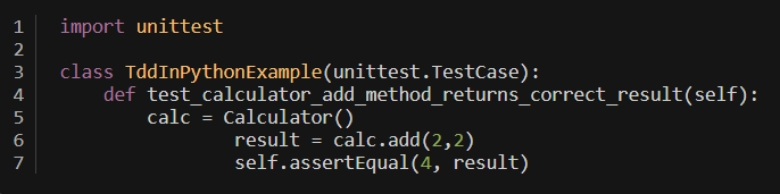 1 import unittest
2
3 class TddInPythonExample(unittest.TestCase):
4     def test_calculator_add_method_returns_correct_result(self):
5         calc = Calculator()
6                 result = calc.add(2,2)
7                 self.assertEqual(4, result)